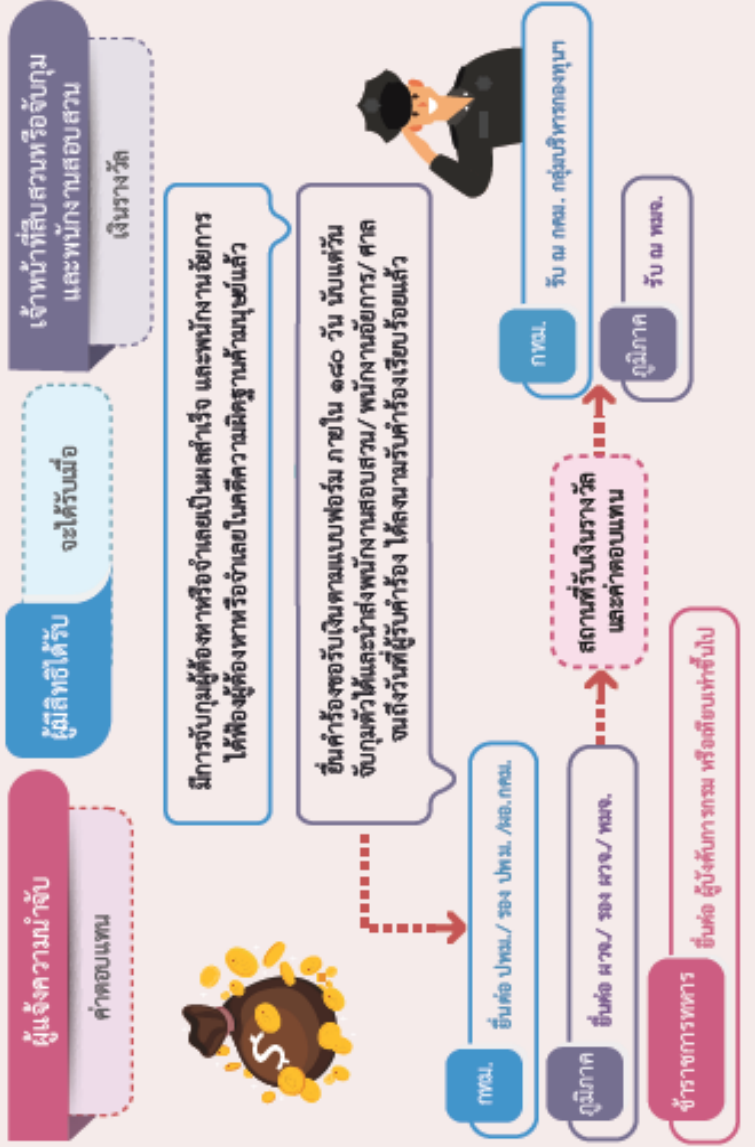 ผู้แจ้งความนำจับ
ค่าตอบแทน
ผู้มีสิทธิได้รับ
จะได้รับเมื่อ
เจ้าหน้าที่สืบสวนหรือจับกุม
และพนักงานสอบสวน
เงินรางวัล
มีการจับกุมผู้ต้องหาหรือจำเลยเป็นผลสำเร็จ และพนักงานอัยการ
ได้ฟ้องผู้ต้องหาหรือจำเลยในคดีความผิดฐานค้ามนุษย์แล้ว
ยื่นคำร้องขอรับเงินตามแบบฟอร์ม ภายใน ๑๘๐ วัน นับแต่วัน
จับกุมตัวได้และนำส่งพนักงานสอบสวน/ พนักงานอัยการ/ ศาล
จนถึงวันที่ผู้รับคำร้อง ได้ลงนามรับคำร้องเรียบร้อยแล้ว
กทม.
ยื่นต่อ ปพม./ รอง ปพม. /ผอ.กคม.
ภูมิภาค
ยื่นต่อ ผวจ./ รอง ผวจ./ พมจ.
ข้าราชการทหาร
ยื่นต่อ ผู้บังคับการกรม หรือเทียบเท่าขึ้นไป
สถานที่รับเงินรางวัล
และค่าตอบแทน
กทม.
รับ ณ กคม. กลุ่มบริหารกองทุนฯ
ภูมิภาค
รับ ณ พมจ.